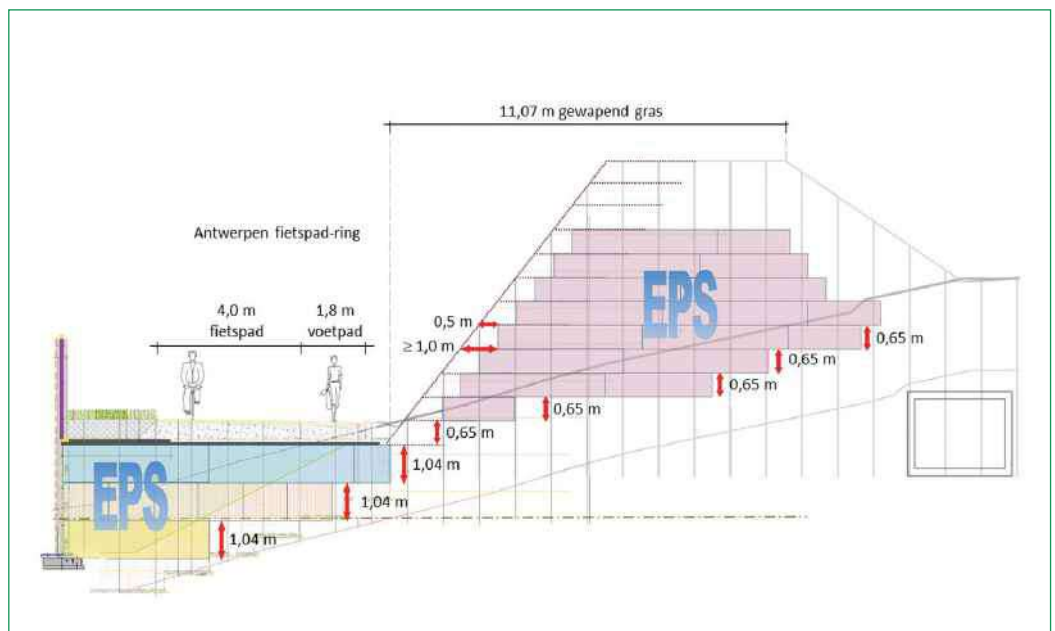 11,07 m gewapend gras
Antwerpen fietspad-ring
4,0 m
fietspad
1,8 m
voetpad
EPS
0,5 m
≥ 1,0 m
0,65 m
0,65 m
0,65 m
0,65 m
0,65 m
1,04 m
EPS
1,04 m
1,04 m